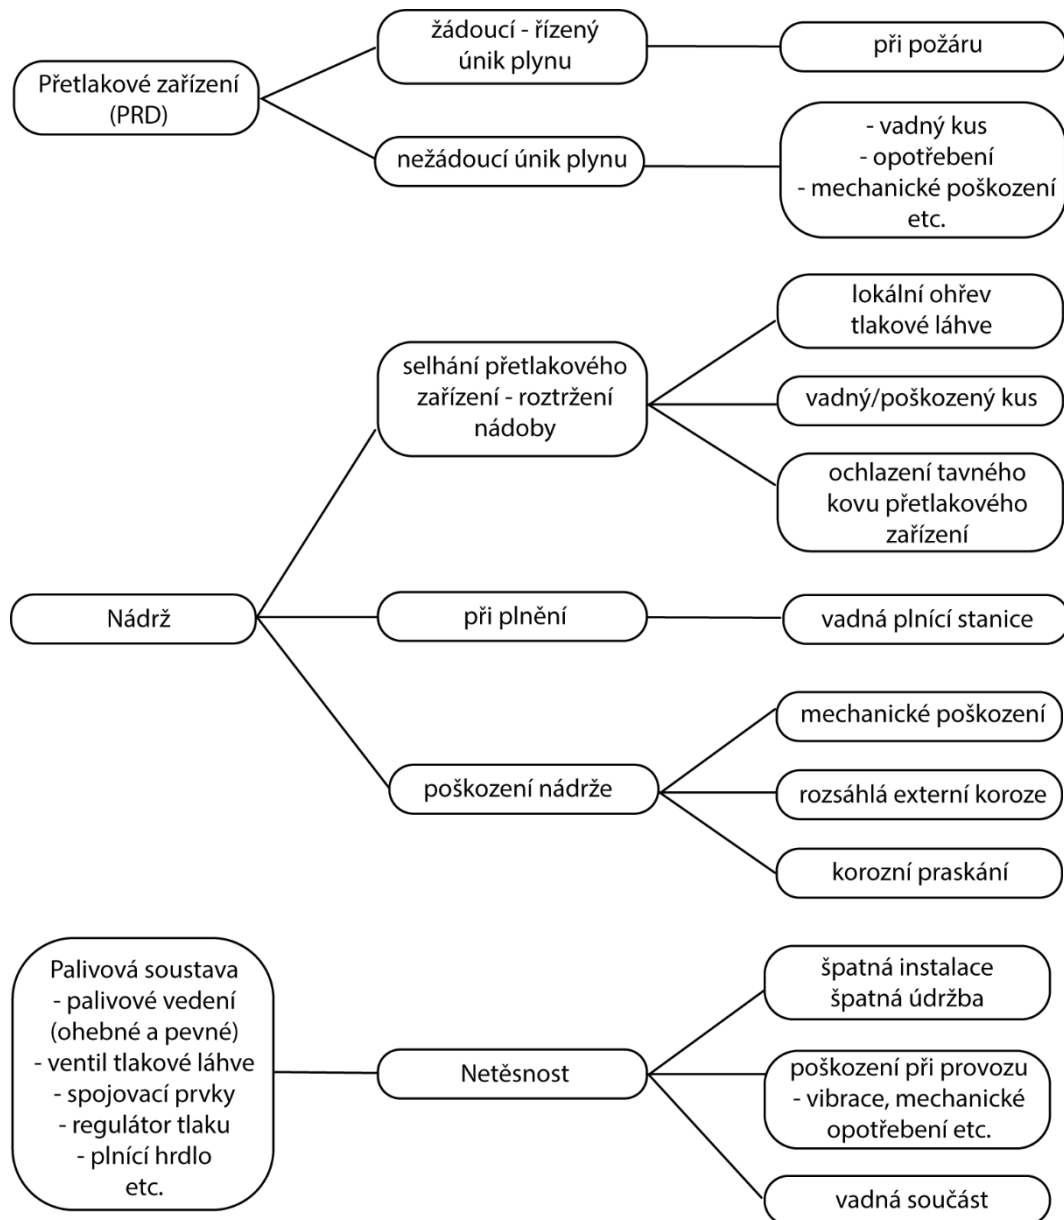 Přetlakové zařízení
(PRD)
žádoucí - řízený
únik plynu
při požáru
nežádoucí únik plynu
- vadný kus
- opotřebení
- mechanické poškození
etc.
Nádrž
selhání přetlakového
zařízení - roztržení
nádoby
lokální ohřev
tlakové láhve
vadný/poškozený kus
ochlazení tavného
kovu přetlakového
zařízení
při plnění
vadná plnící stanice
poškození nádrže
mechanické poškození
rozsáhlá externí koroze
korozní praskání
Palivová soustava
- palivové vedení
(ohebné a pevné)
- ventil tlakové láhve
- spojovací prvky
- regulátor tlaku
- plnící hrdlo
etc.
Netěsnost
špatná instalace
špatná údržba
poškození při provozu
- vibrace, mechanické
opotřebení etc.
vadná součást